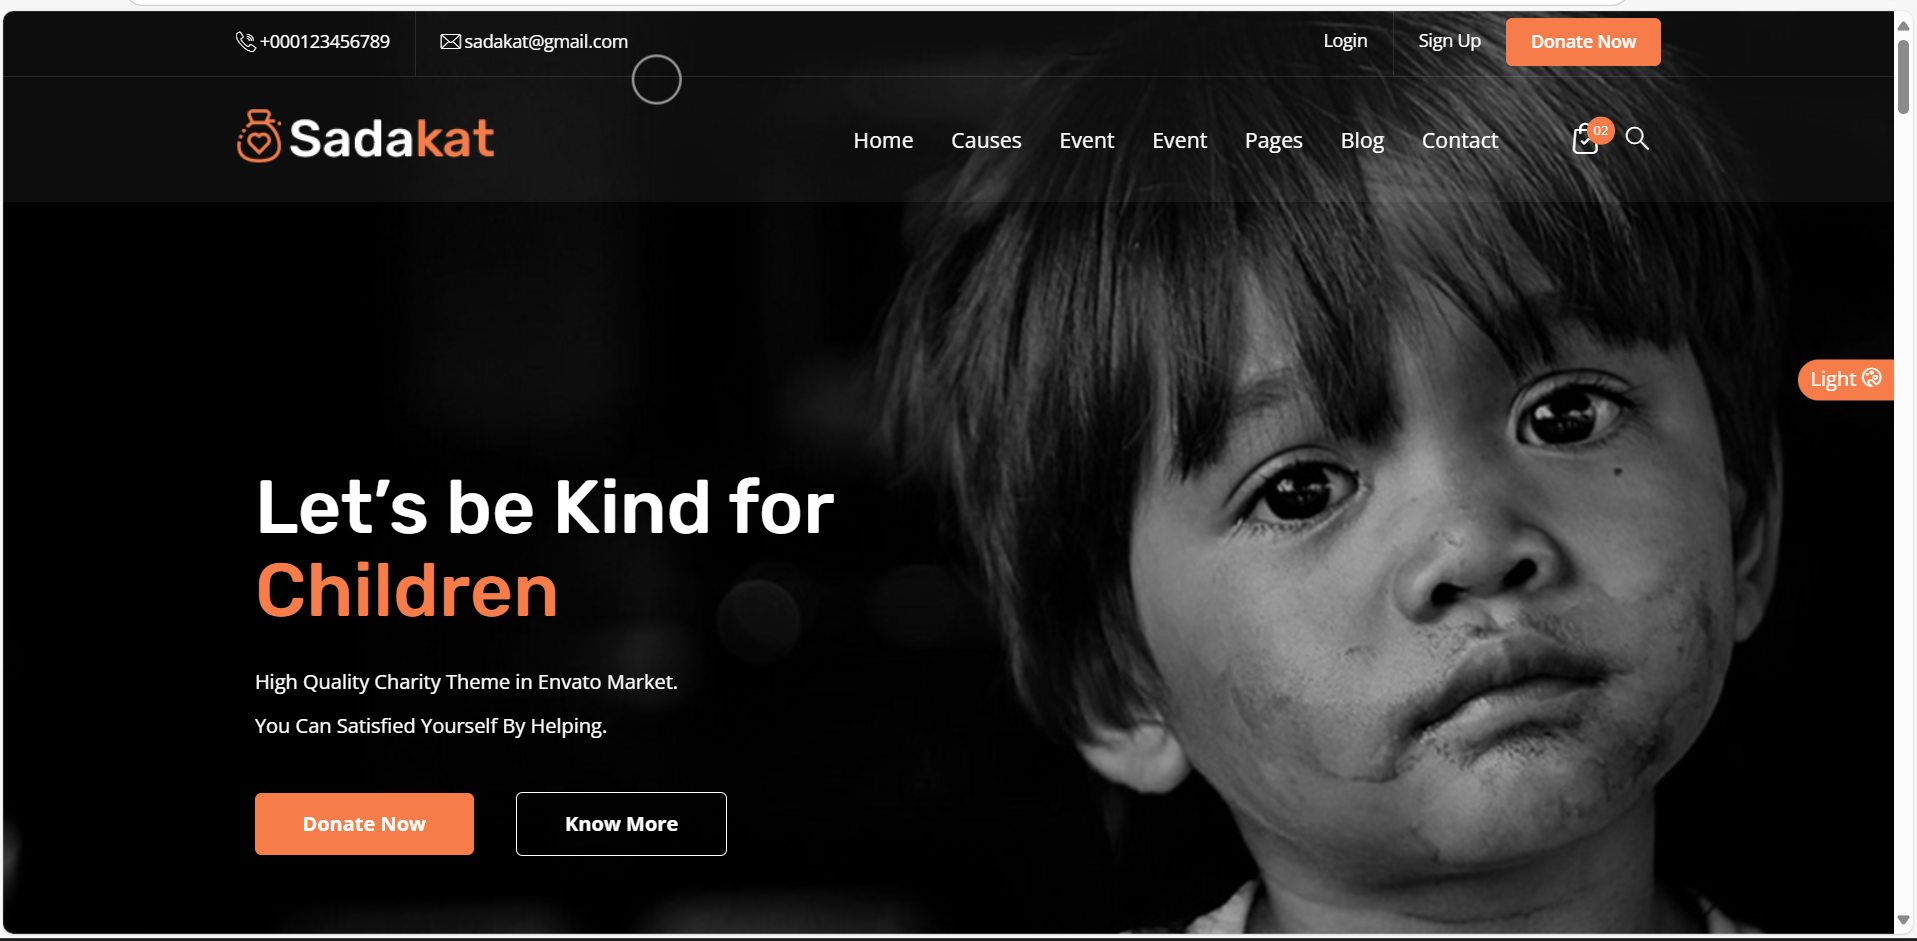 +000123456789
sadakat@gmail.com
Login
Sign Up
Donate Now
Sadakat
Home
Causes
Event
Event
Pages
Blog
Contact
02
Light
Let’s be Kind for
Children
High Quality Charity Theme in Envato Market.
You Can Satisfied Yourself By Helping.
Donate Now
Know More